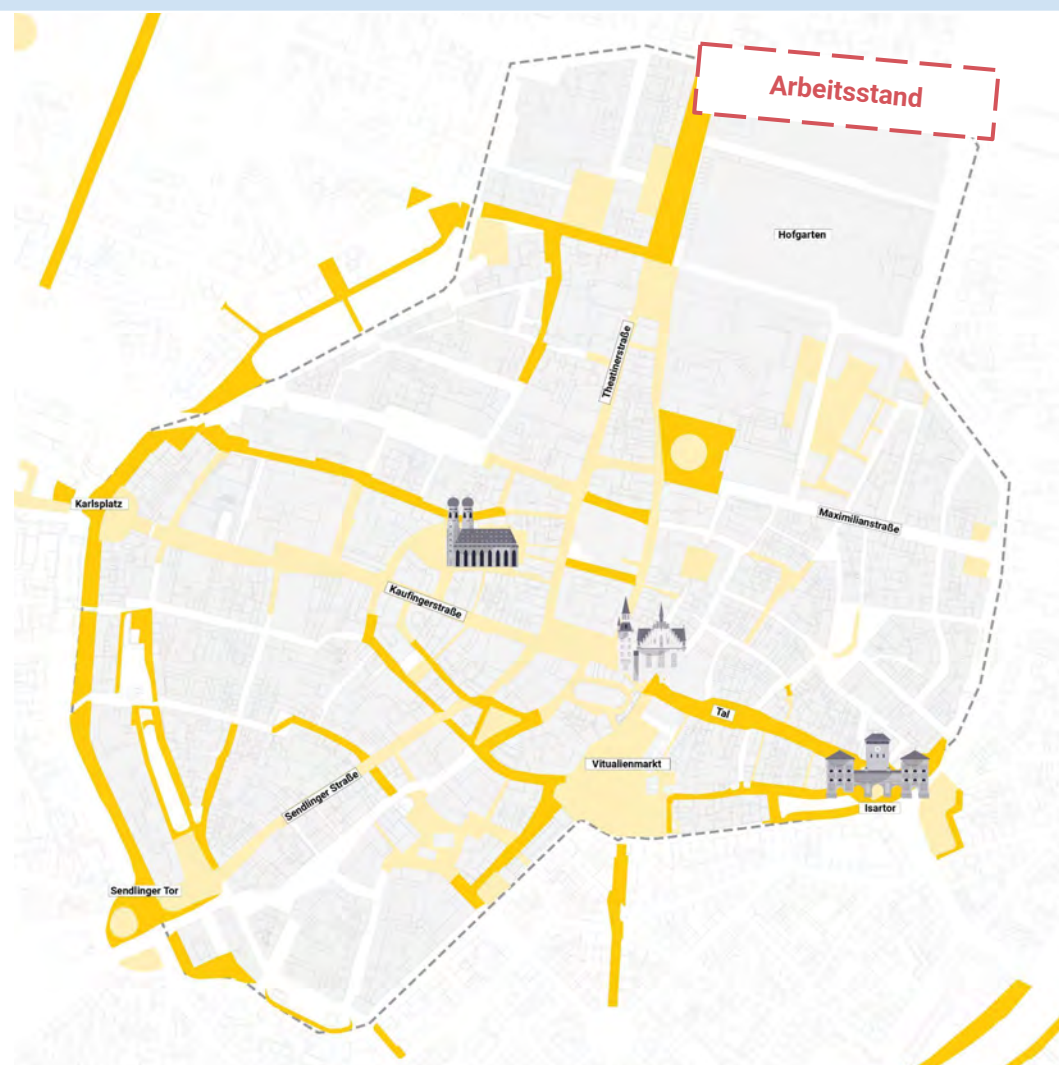 Arbeitsstand
Hofgarten
Theatinerstraße
Karlsplatz
Maximilianstraße
Kaufingerstraße
Tal
Vitualienmarkt
Sendlinger Straße
Isartor
Sendlinger Tor